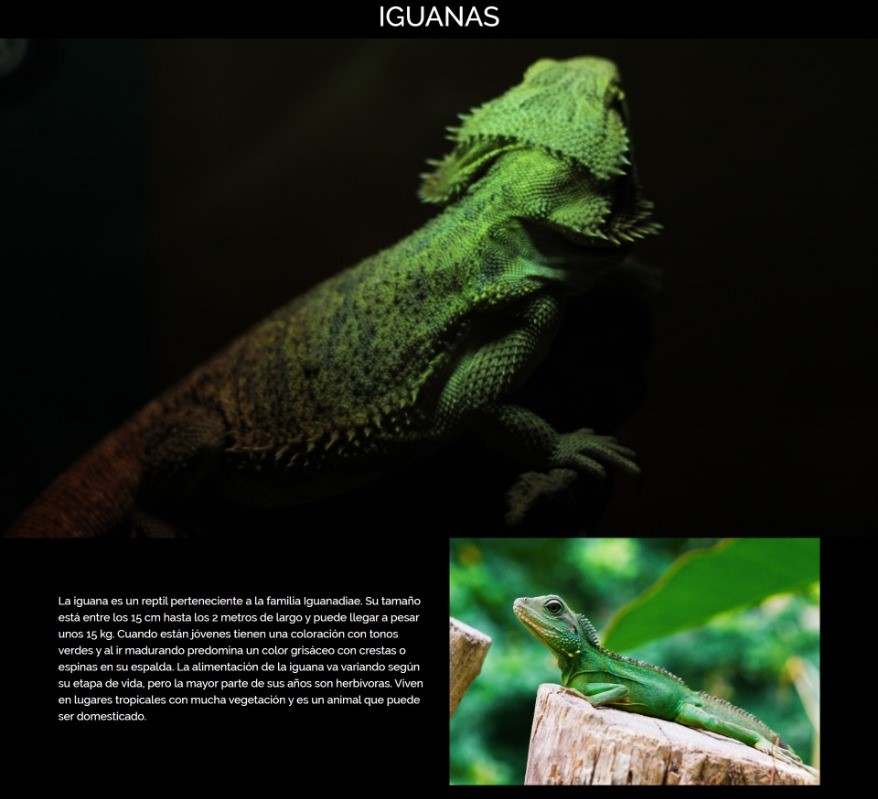 IGUANAS
La iguana es un reptil perteneciente a la familia Iguanadiae. Su tamaño
está entre los 15 cm hasta los 2 metros de largo y puede llegar a pesar
unos 15 kg. Cuando están jóvenes tienen una coloración con tonos
verdes y al ir madurando predomina un color grisáceo con crestas o
espinas en su espalda. La alimentación de la iguana va variando según
su etapa de vida, pero la mayor parte de sus años son herbívoras. Viven
en lugares tropicales con mucha vegetación y es un animal que puede
ser domesticado.